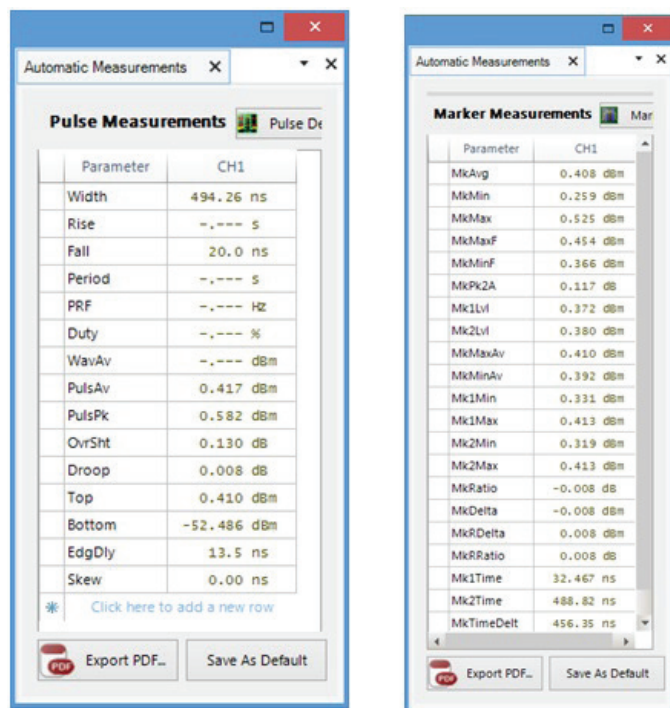 Automatic Measurements X
Pulse Measurements Pulse De
Parameter CH1
Width 494.26 ns
Rise -.--- s
Fall 20.0 ns
Period -.--- s
PRF -.--- Hz
Duty -.--- %
WavAv -.--- dBm
PulsAv 0.417 dBm
PulsPk 0.582 dBm
OvrSht 0.130 dB
Droop 0.008 dB
Top 0.410 dBm
Bottom -52.486 dBm
EdgDly 13.5 ns
Skew 0.00 ns
Click here to add a new row
PDF Export PDF... Save As Default
Automatic Measurements X
Marker Measurements Mar
Parameter CH1
MkAvg 0.408 dBm
MkMin 0.259 dBm
MkMax 0.525 dBm
MkMaxF 0.454 dBm
MkMinF 0.366 dBm
MkPk2A 0.117 dB
Mk1Lvl 0.372 dBm
Mk2Lvl 0.380 dBm
MkMaxAv 0.410 dBm
MkMinAv 0.392 dBm
Mk1Min 0.331 dBm
Mk1Max 0.413 dBm
Mk2Min 0.319 dBm
Mk2Max 0.413 dBm
MkRatio -0.008 dB
MkDelta -0.008 dBm
MkRDelta 0.008 dBm
MkRRatio 0.008 dB
Mk1Time 32.467 ns
Mk2Time 488.82 ns
MkTimeDelt 456.35 ns
PDF Export PDF... Save As Default